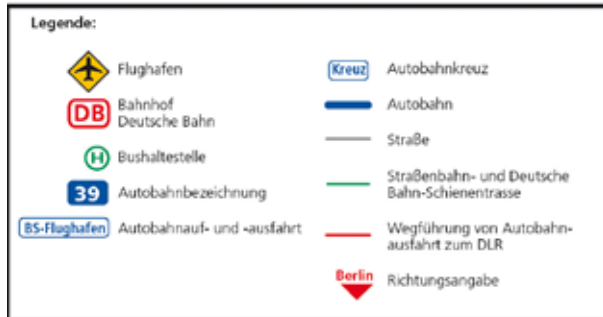 Legende:
Flughafen
DB Bahnhof
Deutsche Bahn
H Bushaltestelle
39 Autobahnbezeichnung
BS-Flughafen Autobahnauf- und -ausfahrt
Kreuz Autobahnkreuz
Autobahn
Straße
Straßenbahn- und Deutsche
Bahn-Schienentrasse
Wegführung von Autobahn-
ausfahrt zum DLR
Berlin Richtungsangabe